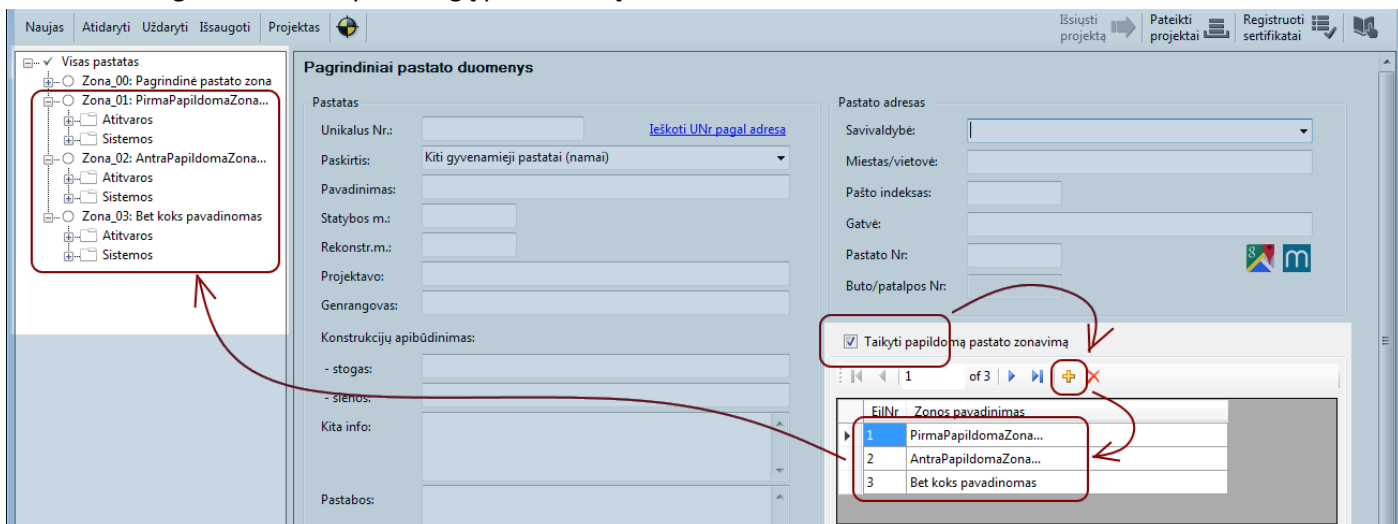 Naujas Atidaryti Uždaryti Išsaugoti Projektas
Išsiųsti projektą
Pateikti projektai
Registruoti sertifikatai
Visas pastatas
Zona_00: Pagrindinė pastato zona
Zona_01: PirmaPapildomaZona...
Atitvaros
Sistemos
Zona_02: AntraPapildomaZona...
Atitvaros
Sistemos
Zona_03: Bet koks pavadinomas
Atitvaros
Sistemos
Pagrindiniai pastato duomenys
Pastatas
Unikalus Nr.: Ieškoti UNr pagal adresa
Paskirtis: Kiti gyvenamieji pastatai (namai)
Pavadinimas:
Statybos m.:
Rekonstr.m.:
Projektavo:
Genrangovas:
Konstrukcijų apibūdinimas:
- stogas:
- sienos:
Kita info:
Pastabos:
Pastato adresas
Savivaldybė:
Miestas/vietovė:
Pašto indeksas:
Gatvė:
Pastato Nr:
Buto/patalpos Nr:
Taikyti papildomą pastato zonavimą
1 of 3
EilNr Zonos pavadinimas
1 PirmaPapildomaZona...
2 AntraPapildomaZona...
3 Bet koks pavadinomas